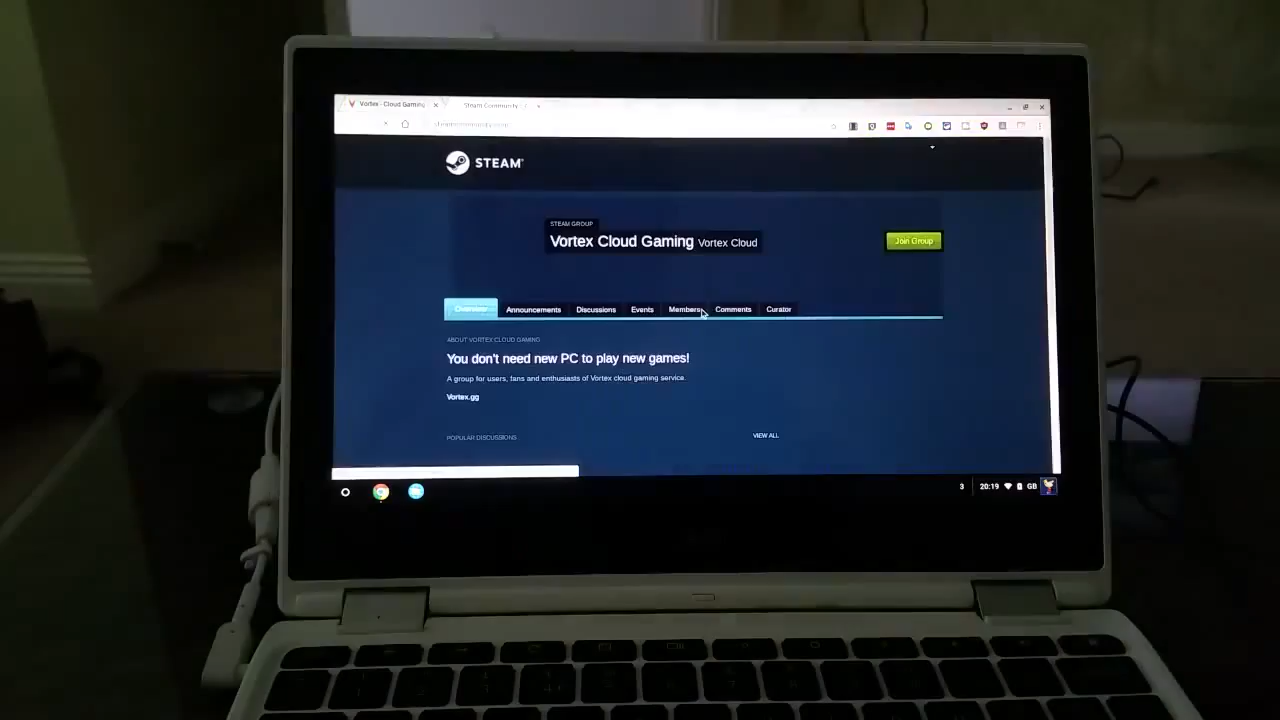 Vortex - Cloud Gaming
Steam Community
STEAM
STEAM GROUP
Vortex Cloud Gaming Vortex Cloud
Join Group
Overview Announcements Discussions Events Members Comments Curator
ABOUT VORTEX CLOUD GAMING
You don't need new PC to play new games!
A group for users, fans and enthusiasts of Vortex cloud gaming service.
Vortex.gg
POPULAR DISCUSSIONS VIEW ALL
3 20:19 GB